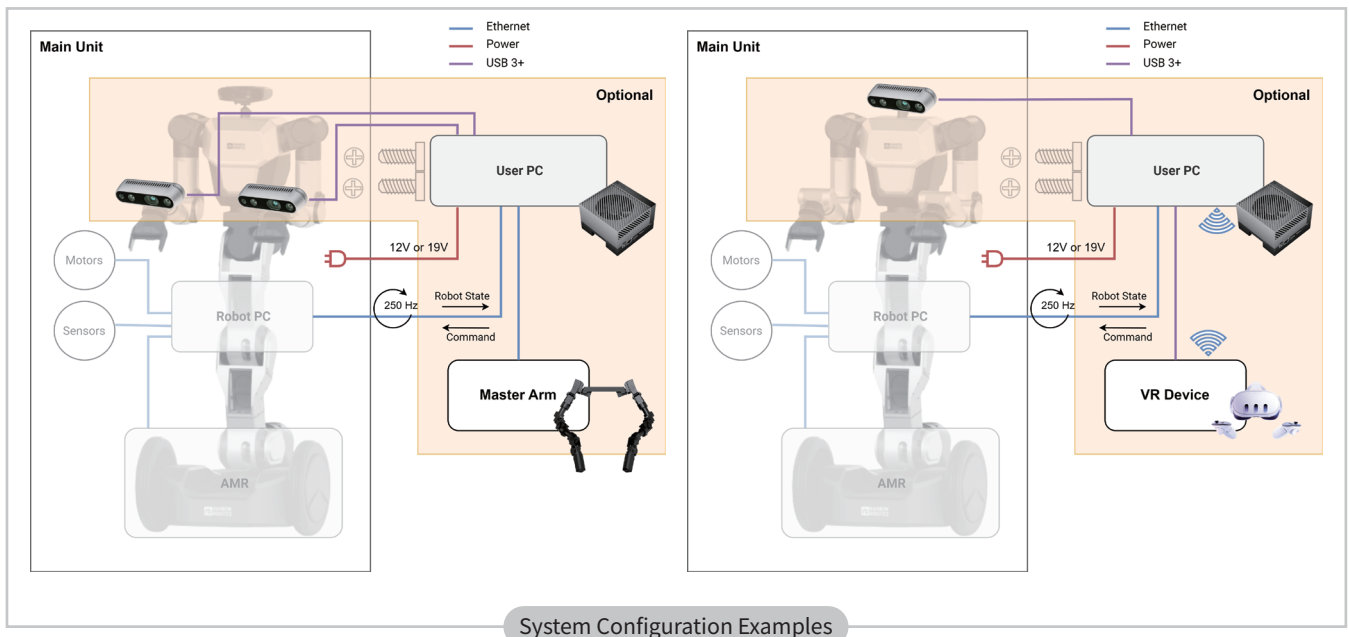 Main Unit
Ethernet
Power
USB 3+
Optional
User PC
12V or 19V
Motors
Sensors
Robot PC
250 Hz
Robot State
Command
Master Arm
AMR
Main Unit
Ethernet
Power
USB 3+
Optional
User PC
12V or 19V
Motors
Sensors
Robot PC
250 Hz
Robot State
Command
VR Device
AMR
System Configuration Examples